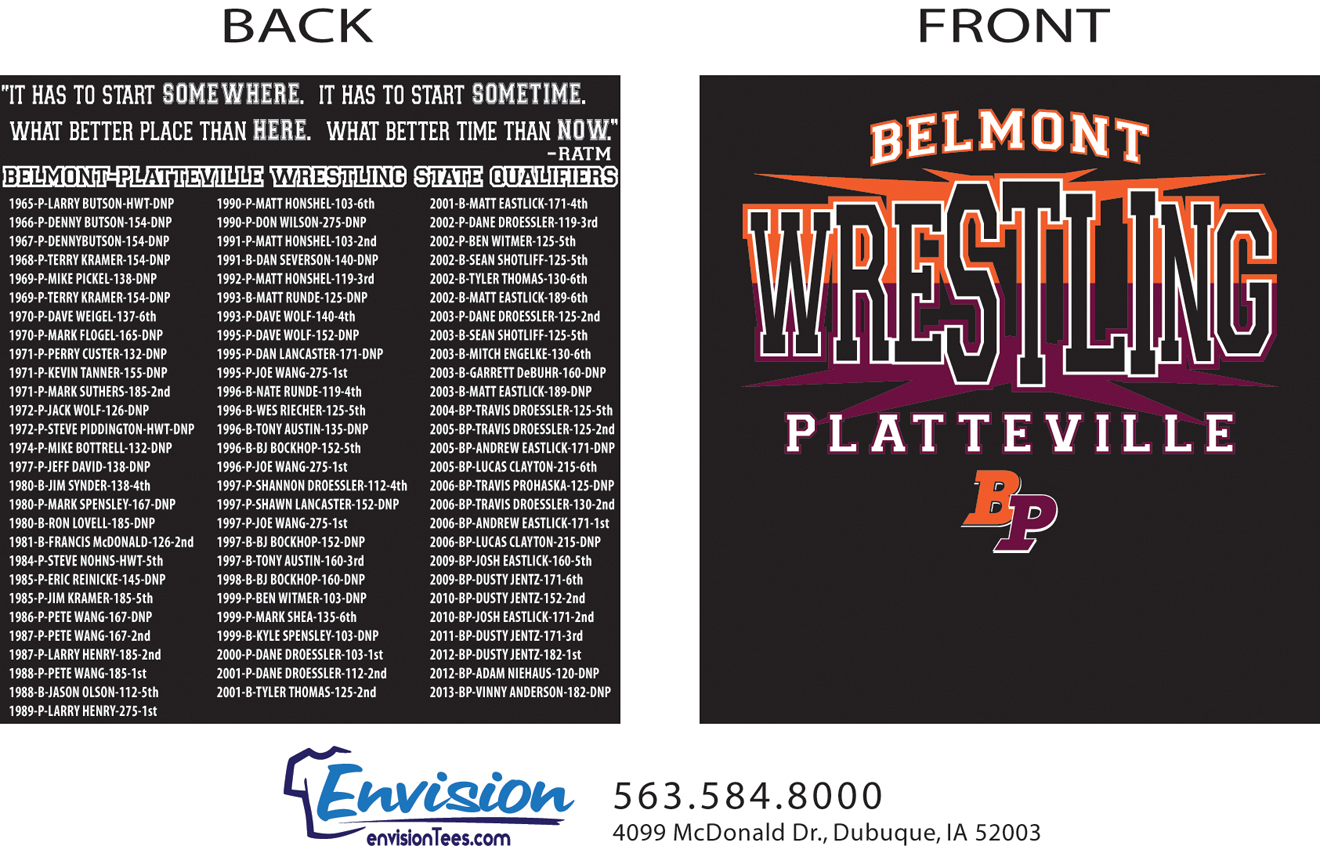 BACK
"IT HAS TO START SOMEWHERE. IT HAS TO START SOMETIME.
WHAT BETTER PLACE THAN HERE. WHAT BETTER TIME THAN NOW."
-RATM
BELMONT-PLATTEVILLE WRESTLING STATE QUALIFIERS
1965-P-LARRY BUTSON-HWT-DNP
1966-P-DENNY BUTSON-154-DNP
1967-P-DENNYBUTSON-154-DNP
1968-P-TERRY KRAMER-154-DNP
1969-P-MIKE PICKEL-138-DNP
1969-P-TERRY KRAMER-154-DNP
1970-P-DAVE WEIGEL-137-6th
1970-P-MARK FLOGEL-165-DNP
1971-P-PERRY CUSTER-132-DNP
1971-P-KEVIN TANNER-155-DNP
1971-P-MARK SUTHERS-185-2nd
1972-P-JACK WOLF-126-DNP
1972-P-STEVE PIDDINGTON-HWT-DNP
1974-P-MIKE BOTTRELL-132-DNP
1977-P-JEFF DAVID-138-DNP
1980-B-JIM SYNDER-138-4th
1980-P-MARK SPENSLEY-167-DNP
1980-B-RON LOVELL-185-DNP
1981-B-FRANCIS McDONALD-126-2nd
1984-P-STEVE NOHNS-HWT-5th
1985-P-ERIC REINICKE-145-DNP
1985-P-JIM KRAMER-185-5th
1986-P-PETE WANG-167-DNP
1987-P-PETE WANG-167-2nd
1987-P-LARRY HENRY-185-2nd
1988-P-PETE WANG-185-1st
1988-B-JASON OLSON-112-5th
1989-P-LARRY HENRY-275-1st
1990-P-MATT HONSHEL-103-6th
1990-P-DON WILSON-275-DNP
1991-P-MATT HONSHEL-103-2nd
1991-B-DAN SEVERSON-140-DNP
1992-P-MATT HONSHEL-119-3rd
1993-B-MATT RUNDE-125-DNP
1993-P-DAVE WOLF-140-4th
1995-P-DAVE WOLF-152-DNP
1995-P-DAN LANCASTER-171-DNP
1995-P-JOE WANG-275-1st
1996-B-NATE RUNDE-119-4th
1996-B-WES RIECHER-125-5th
1996-B-TONY AUSTIN-135-DNP
1996-B-BJ BOCKHOP-152-5th
1996-P-JOE WANG-275-1st
1997-P-SHANNON DROESSLER-112-4th
1997-P-SHAWN LANCASTER-152-DNP
1997-P-JOE WANG-275-1st
1997-B-BJ BOCKHOP-152-DNP
1997-B-TONY AUSTIN-160-3rd
1998-B-BJ BOCKHOP-160-DNP
1999-P-BEN WITMER-103-DNP
1999-P-MARK SHEA-135-6th
1999-B-KYLE SPENSLEY-103-DNP
2000-P-DANE DROESSLER-103-1st
2001-P-DANE DROESSLER-112-2nd
2001-B-TYLER THOMAS-125-2nd
2001-B-MATT EASTLICK-171-4th
2002-P-DANE DROESSLER-119-3rd
2002-P-BEN WITMER-125-5th
2002-B-SEAN SHOTLIFF-125-5th
2002-B-TYLER THOMAS-130-6th
2002-B-MATT EASTLICK-189-6th
2003-P-DANE DROESSLER-125-2nd
2003-B-SEAN SHOTLIFF-125-5th
2003-B-MITCH ENGELKE-130-6th
2003-B-GARRETT DeBUHR-160-DNP
2003-B-MATT EASTLICK-189-DNP
2004-BP-TRAVIS DROESSLER-125-5th
2005-BP-TRAVIS DROESSLER-125-2nd
2005-BP-ANDREW EASTLICK-171-DNP
2005-BP-LUCAS CLAYTON-215-6th
2006-BP-TRAVIS PROHASKA-125-DNP
2006-BP-TRAVIS DROESSLER-130-2nd
2006-BP-ANDREW EASTLICK-171-1st
2006-BP-LUCAS CLAYTON-215-DNP
2009-BP-JOSH EASTLICK-160-5th
2009-BP-DUSTY JENTZ-171-6th
2010-BP-DUSTY JENTZ-152-2nd
2010-BP-JOSH EASTLICK-171-2nd
2011-BP-DUSTY JENTZ-171-3rd
2012-BP-DUSTY JENTZ-182-1st
2012-BP-ADAM NIEHAUS-120-DNP
2013-BP-VINNY ANDERSON-182-DNP
FRONT
BELMONT
WRESTLING
PLATTEVILLE
BP
Envision
envisionTees.com
563.584.8000
4099 McDonald Dr., Dubuque, IA 52003